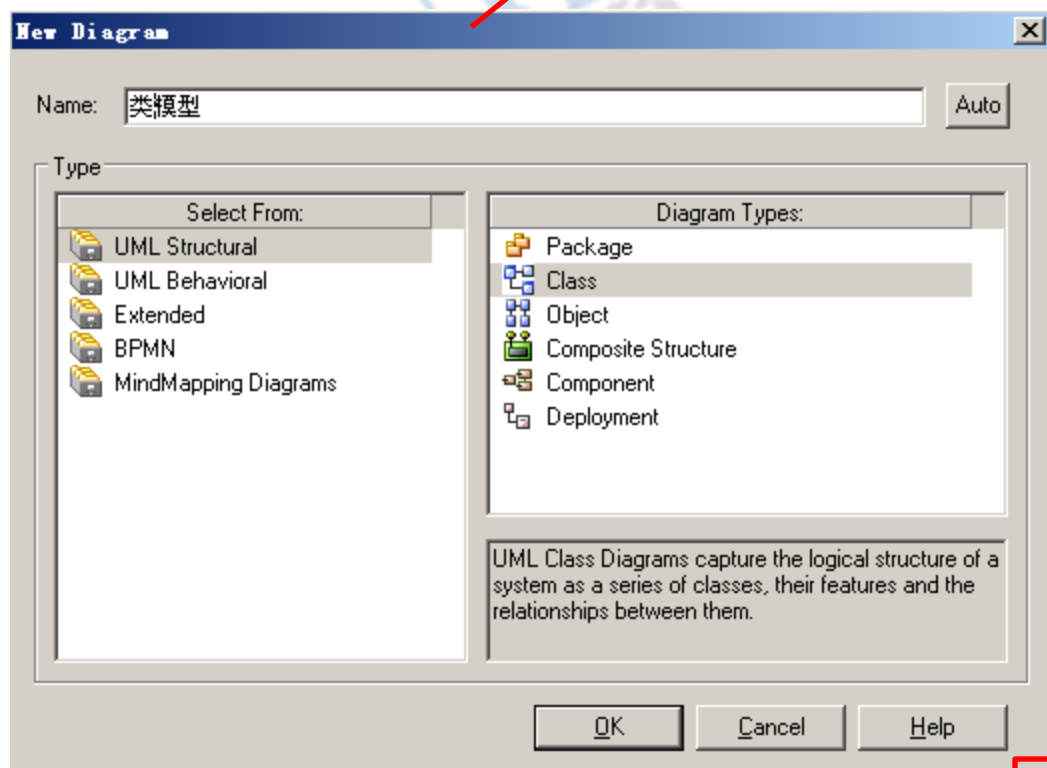 New Diagram
Name: 类模型 Auto
Type
Select From:
UML Structural
UML Behavioral
Extended
BPMN
MindMapping Diagrams
Diagram Types:
Package
Class
Object
Composite Structure
Component
Deployment
UML Class Diagrams capture the logical structure of a
system as a series of classes, their features and the
relationships between them.
OK Cancel Help